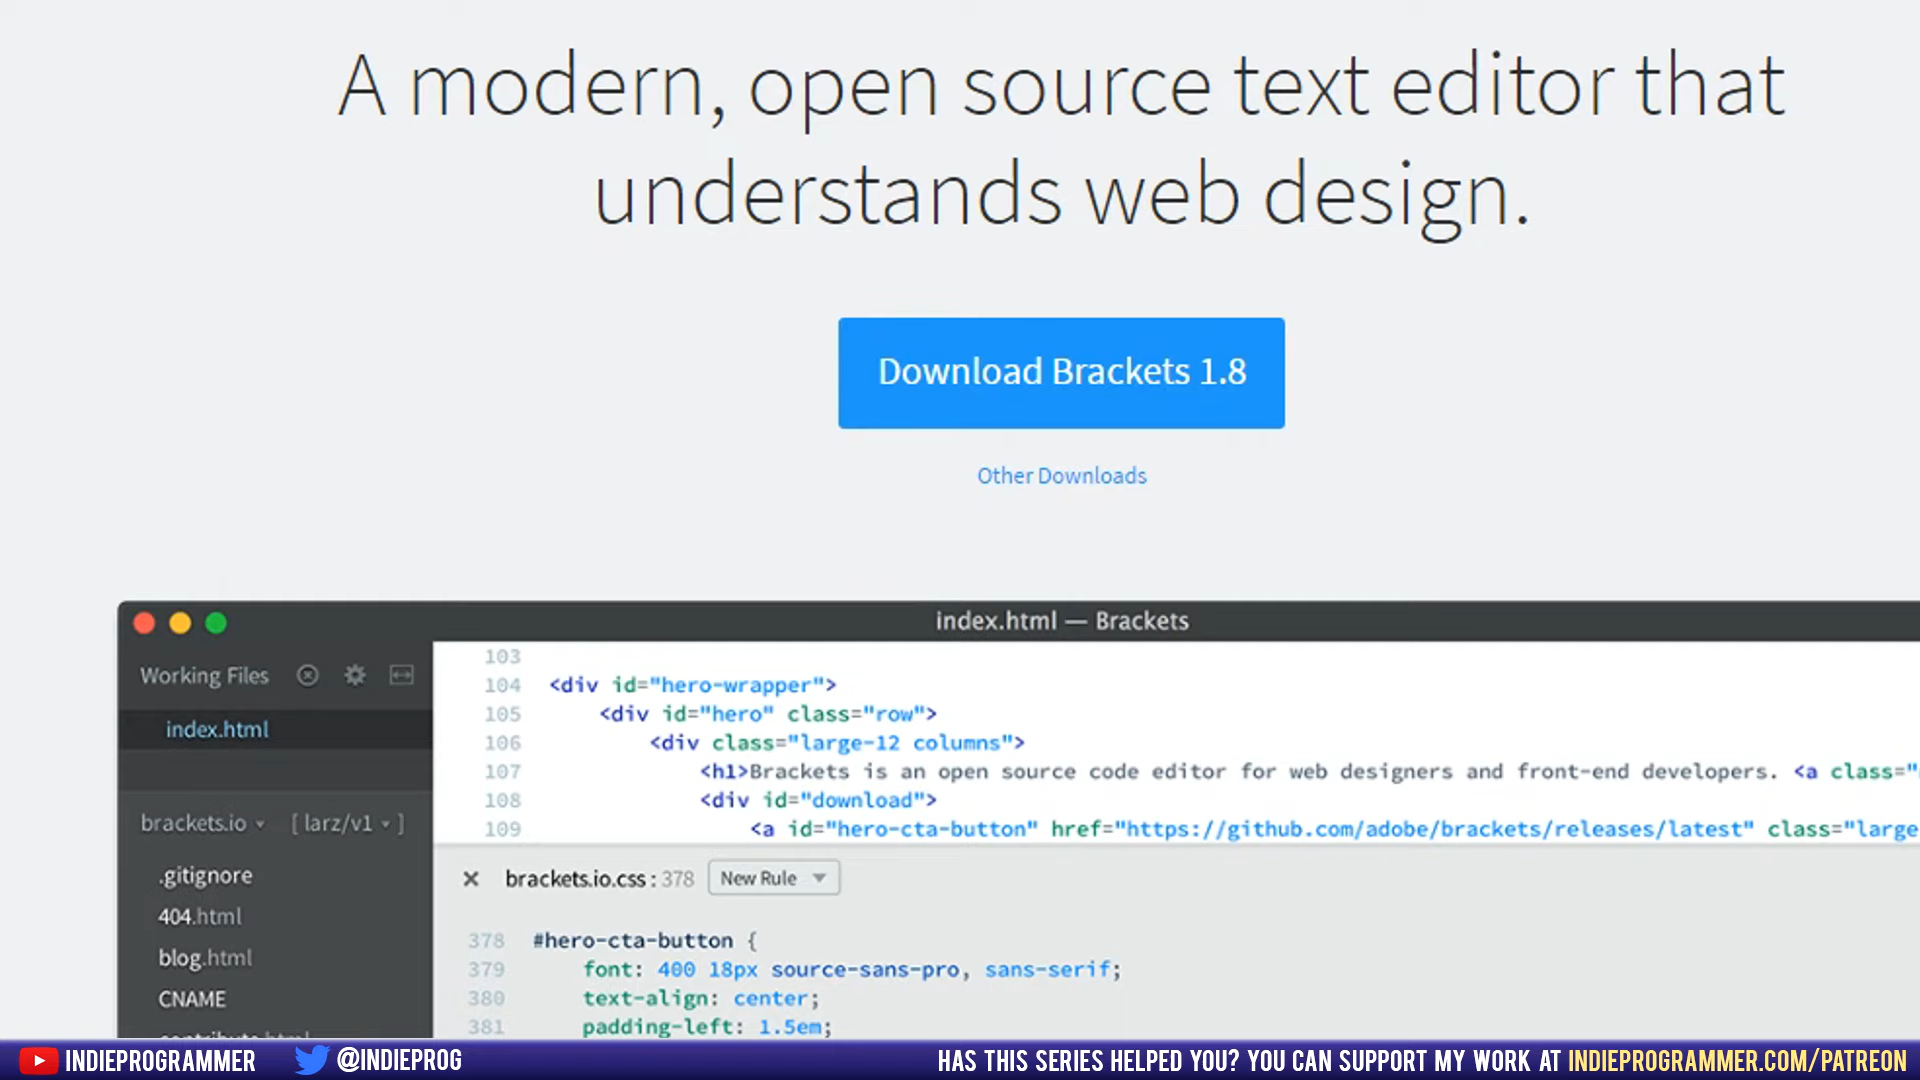 A modern, open source text editor that
understands web design.
Download Brackets 1.8
Other Downloads
index.html — Brackets
Working Files
index.html
brackets.io [ larz/v1 ]
.gitignore
404.html
blog.html
CNAME
contribute.html
103
104 <div id="hero-wrapper">
105 <div id="hero" class="row">
106 <div class="large-12 columns">
107 <h1>Brackets is an open source code editor for web designers and front-end developers. <a class="
108 <div id="download">
109 <a id="hero-cta-button" href="https://github.com/adobe/brackets/releases/latest" class="large
brackets.io.css : 378 New Rule
378 #hero-cta-button {
379 font: 400 18px source-sans-pro, sans-serif;
380 text-align: center;
381 padding-left: 1.5em;
INDIEPROGRAMMER @INDIEPROG HAS THIS SERIES HELPED YOU? YOU CAN SUPPORT MY WORK AT INDIEPROGRAMMER.COM/PATREON